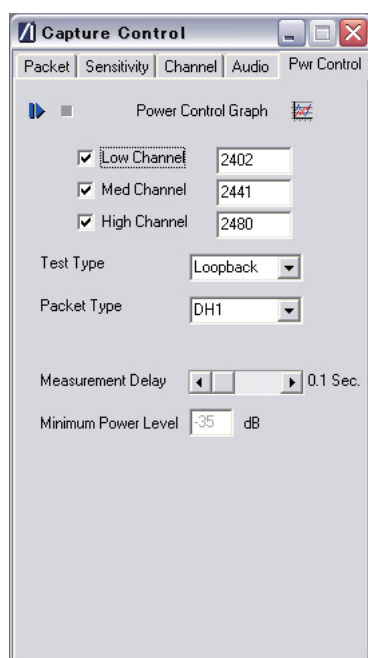 Capture Control
Packet Sensitivity Channel Audio Pwr Control
Power Control Graph
Low Channel 2402
Med Channel 2441
High Channel 2480
Test Type Loopback
Packet Type DH1
Measurement Delay 0.1 Sec.
Minimum Power Level -35 dB